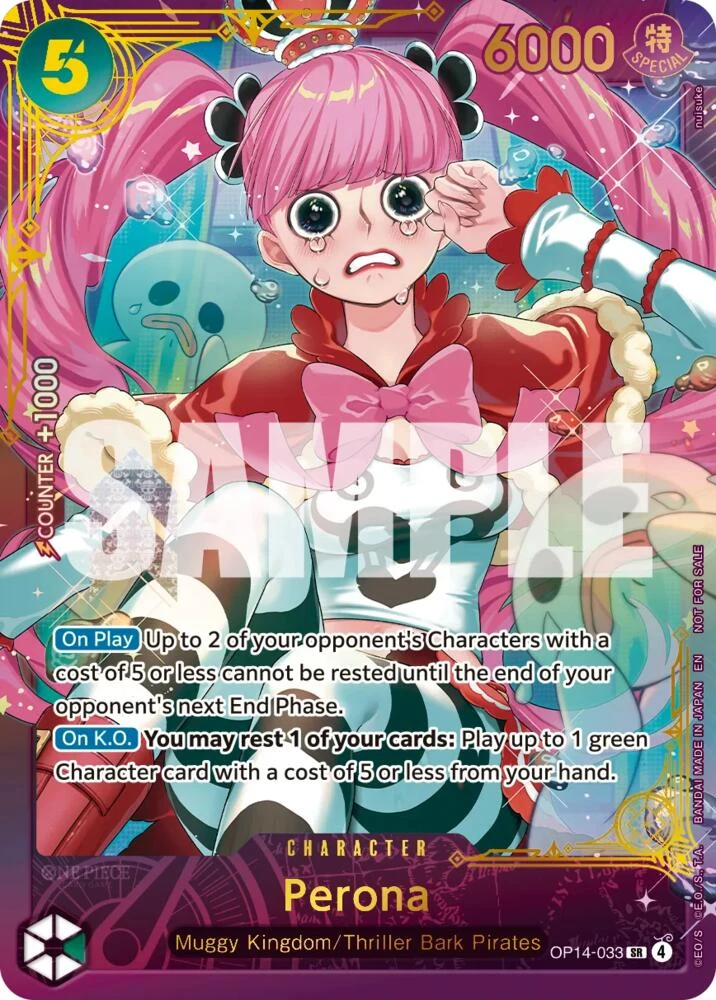 5
6000
特
SPECIAL
nuisuke
COUNTER +1000
SAMPLE
On Play Up to 2 of your opponent's Characters with a
cost of 5 or less cannot be rested until the end of your
opponent's next End Phase.
On K.O. You may rest 1 of your cards: Play up to 1 green
Character card with a cost of 5 or less from your hand.
CHARACTER
ONE PIECE
CARD GAME
Perona
Muggy Kingdom/Thriller Bark Pirates
OP14-033 SR 4
©E.O./S ©E.O./S.,T.A. BANDAI MADE IN JAPAN EN NOT FOR SALE